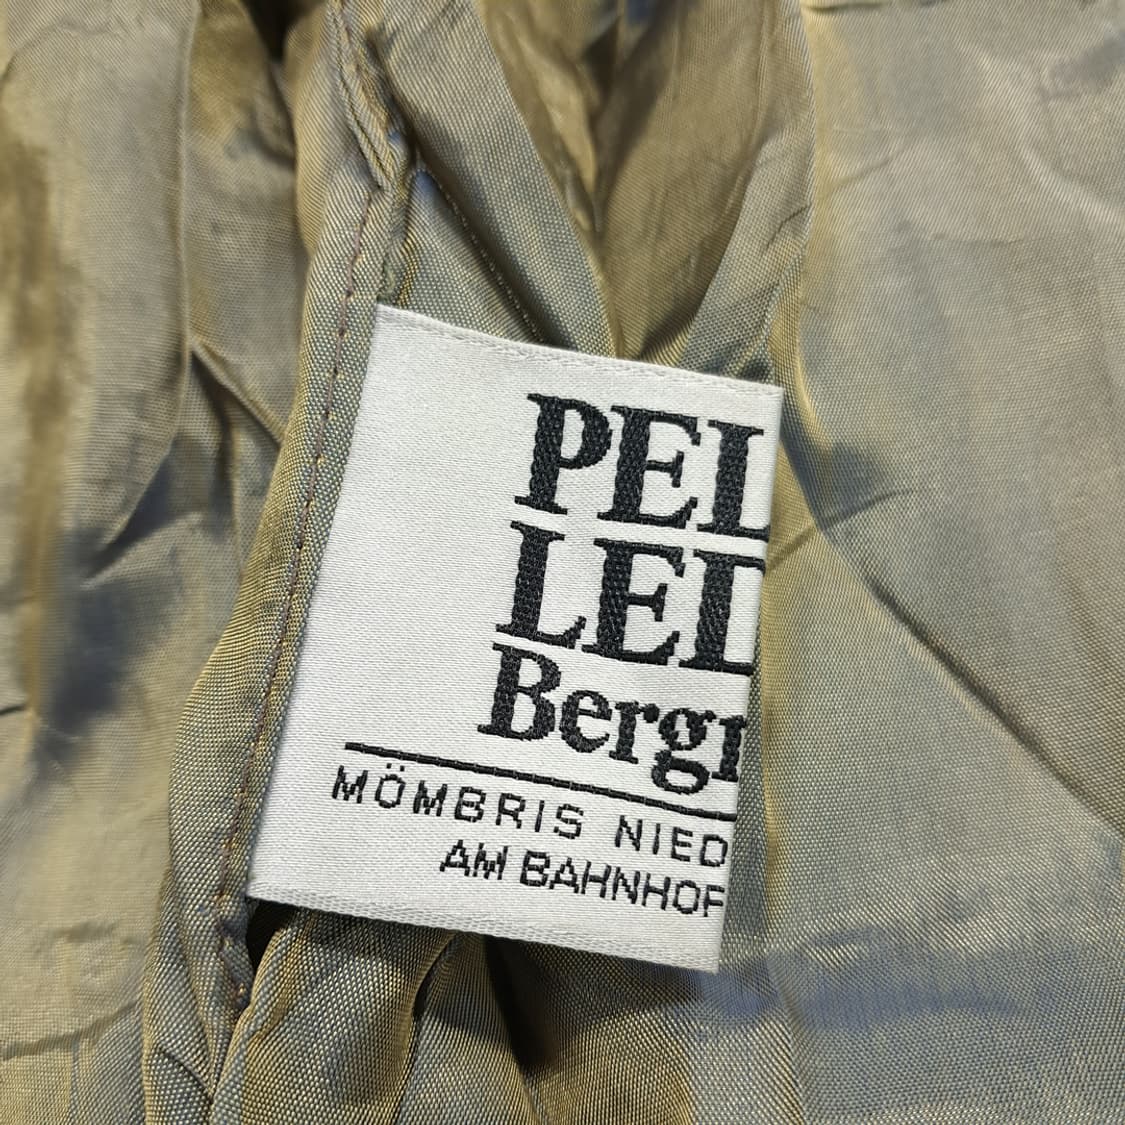 PEL
LED
Bergr
MÖMBRIS NIED
AM BAHNHOF